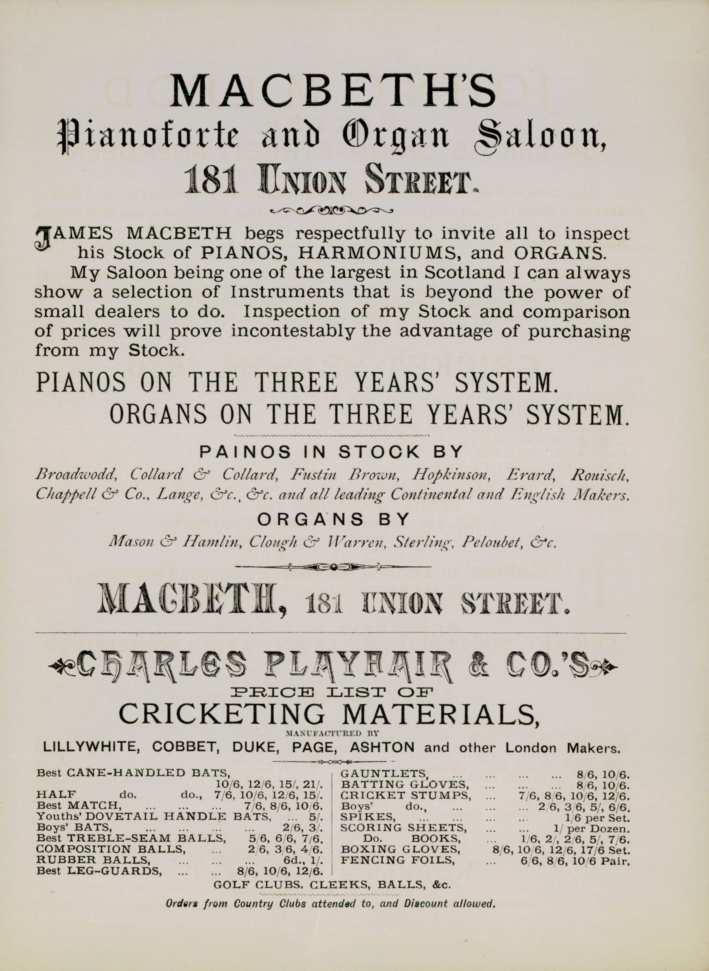 MACBETH'S
Pianoforte and Organ Saloon,
181 UNION STREET.
JAMES MACBETH begs respectfully to invite all to inspect
his Stock of PIANOS, HARMONIUMS, and ORGANS.
My Saloon being one of the largest in Scotland I can always
show a selection of Instruments that is beyond the power of
small dealers to do. Inspection of my Stock and comparison
of prices will prove incontestably the advantage of purchasing
from my Stock.
PIANOS ON THE THREE YEARS' SYSTEM.
ORGANS ON THE THREE YEARS' SYSTEM.
PAINOS IN STOCK BY
Broadwodd, Collard & Collard, Fustin Brown, Hopkinson, Erard, Ronisch,
Chappell & Co., Lange, &c., &c. and all leading Continental and English Makers.
ORGANS BY
Mason & Hamlin, Clough & Warren, Sterling, Peloubet, &c.
MACBETH, 181 UNION STREET.
CHARLES PLAYFAIR & CO.'S
PRICE LIST OF
CRICKETING MATERIALS,
MANUFACTURED BY
LILLYWHITE, COBBET, DUKE, PAGE, ASHTON and other London Makers.
Best CANE-HANDLED BATS,
10/6, 12/6, 15/, 21/.
HALF do. do., 7/6, 10/6, 12/6, 15/.
Best MATCH, ... ... ... 7/6, 8/6, 10/6.
Youths' DOVETAIL HANDLE BATS, ... 5/.
Boys' BATS, ... ... ... ... 2/6, 3/.
Best TREBLE-SEAM BALLS, 5/6, 6/6, 7/6.
COMPOSITION BALLS, ... 2/6, 3/6, 4/6.
RUBBER BALLS, ... ... ... 6d., 1/.
Best LEG-GUARDS, ... ... 8/6, 10/6, 12/6.
GAUNTLETS, ... ... ... ... 8/6, 10/6.
BATTING GLOVES, ... ... ... 8/6, 10/6.
CRICKET STUMPS, ... 7/6, 8/6, 10/6, 12/6.
Boys' do., ... ... ... 2/6, 3/6, 5/, 6/6.
SPIKES, ... ... ... ... ... 1/6 per Set.
SCORING SHEETS, ... ... 1/ per Dozen.
Do. BOOKS, ... 1/6, 2/, 2/6, 5/, 7/6.
BOXING GLOVES, 8/6, 10/6, 12/6, 17/6 Set.
FENCING FOILS, ... 6/6, 8/6, 10/6 Pair.
GOLF CLUBS. CLEEKS, BALLS, &c.
Orders from Country Clubs attended to, and Discount allowed.